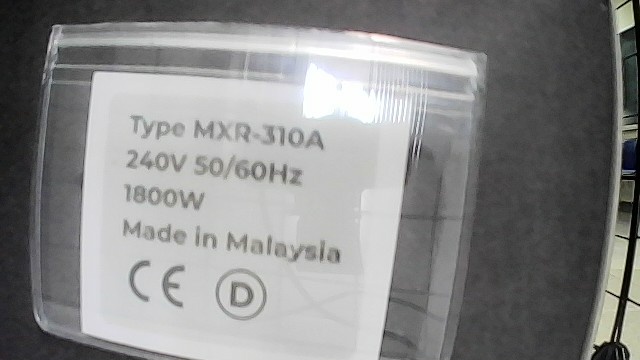 Type MXR-310A
240V 50/60Hz
1800W
Made in Malaysia
CE D